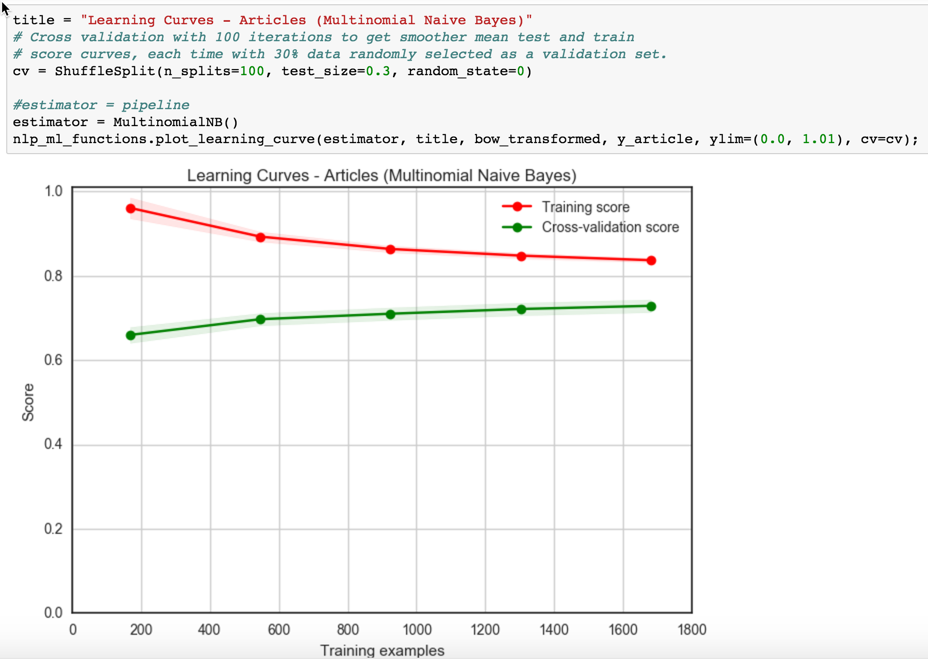 title = "Learning Curves - Articles (Multinomial Naive Bayes)"
# Cross validation with 100 iterations to get smoother mean test and train
# score curves, each time with 30% data randomly selected as a validation set.
cv = ShuffleSplit(n_splits=100, test_size=0.3, random_state=0)
#estimator = pipeline
estimator = MultinomialNB()
nlp_ml_functions.plot_learning_curve(estimator, title, bow_transformed, y_article, ylim=(0.0, 1.01), cv=cv);
Learning Curves - Articles (Multinomial Naive Bayes)
1.0
Training score
Cross-validation score
0.8
0.6
Score
0.4
0.2
0.0
0 200 400 600 800 1000 1200 1400 1600 1800
Training examples